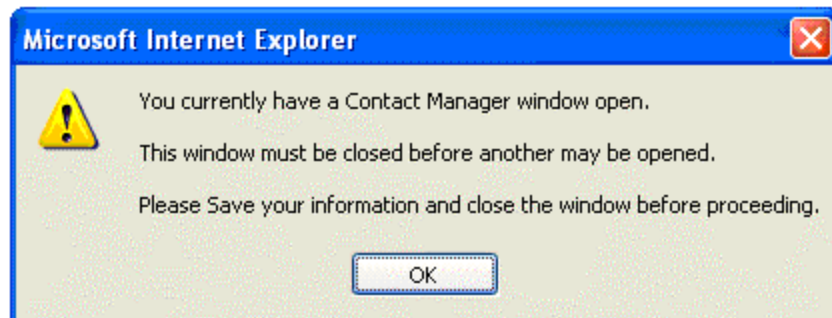 Microsoft Internet Explorer
You currently have a Contact Manager window open.
This window must be closed before another may be opened.
Please Save your information and close the window before proceeding.
OK